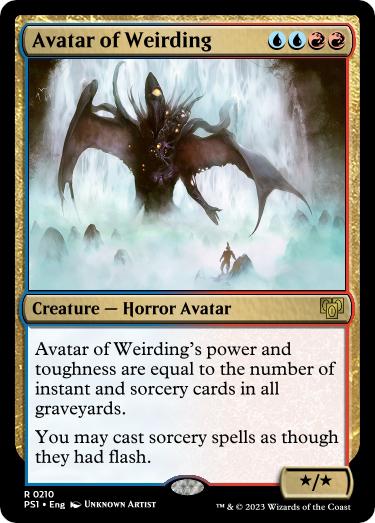 Avatar of Weirding
Creature — Horror Avatar
Avatar of Weirding's power and
toughness are equal to the number of
instant and sorcery cards in all
graveyards.
You may cast sorcery spells as though
they had flash.
★/★
R 0210
PS1 • Eng Unknown Artist
™ & © 2023 Wizards of the Coast